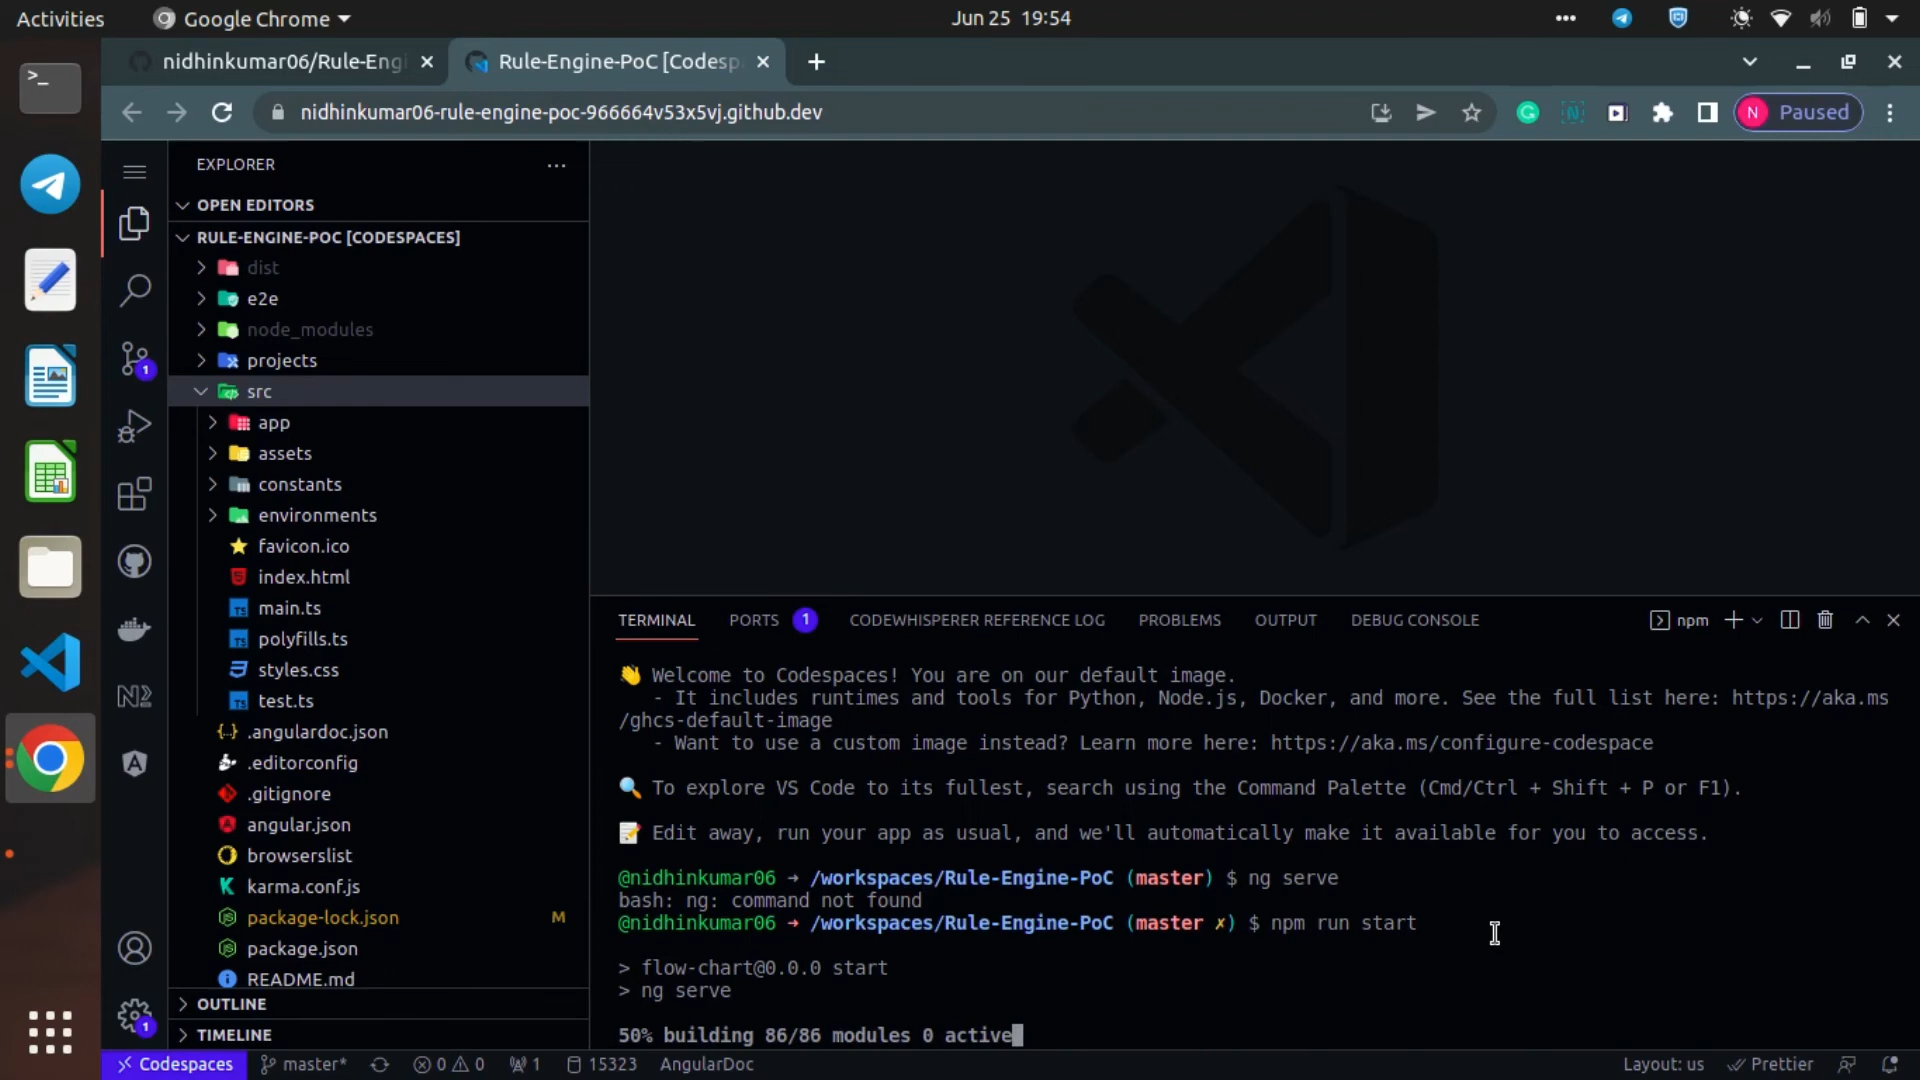 Activities
Google Chrome
Jun 25 19:54
nidhinkumar06/Rule-Engi
Rule-Engine-PoC [Codesp
nidhinkumar06-rule-engine-poc-966664v53x5vj.github.dev
N Paused
EXPLORER
OPEN EDITORS
RULE-ENGINE-POC [CODESPACES]
dist
e2e
node_modules
projects
src
app
assets
constants
environments
favicon.ico
index.html
main.ts
polyfills.ts
styles.css
test.ts
.angulardoc.json
.editorconfig
.gitignore
angular.json
browserslist
karma.conf.js
package-lock.json M
package.json
README.md
OUTLINE
TIMELINE
1
1
TERMINAL PORTS 1 CODEWHISPERER REFERENCE LOG PROBLEMS OUTPUT DEBUG CONSOLE
npm
👋 Welcome to Codespaces! You are on our default image.
- It includes runtimes and tools for Python, Node.js, Docker, and more. See the full list here: https://aka.ms
/ghcs-default-image
- Want to use a custom image instead? Learn more here: https://aka.ms/configure-codespace
🔍 To explore VS Code to its fullest, search using the Command Palette (Cmd/Ctrl + Shift + P or F1).
📝 Edit away, run your app as usual, and we'll automatically make it available for you to access.
@nidhinkumar06 → /workspaces/Rule-Engine-PoC (master) $ ng serve
bash: ng: command not found
@nidhinkumar06 → /workspaces/Rule-Engine-PoC (master ✗) $ npm run start
> flow-chart@0.0.0 start
> ng serve
50% building 86/86 modules 0 active
Codespaces master* 0 0 1 15323 AngularDoc
Layout: us Prettier